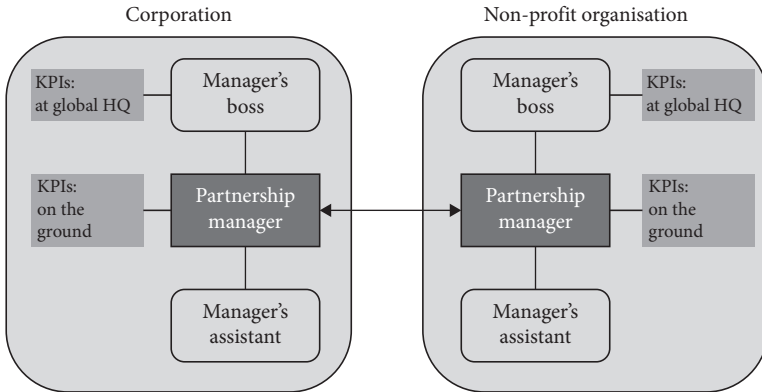 Corporation
KPIs:
at global HQ
Manager's
boss
KPIs:
on the
ground
Partnership
manager
Manager's
assistant
Non-profit organisation
Manager's
boss
KPIs:
at global HQ
Partnership
manager
KPIs:
on the
ground
Manager's
assistant